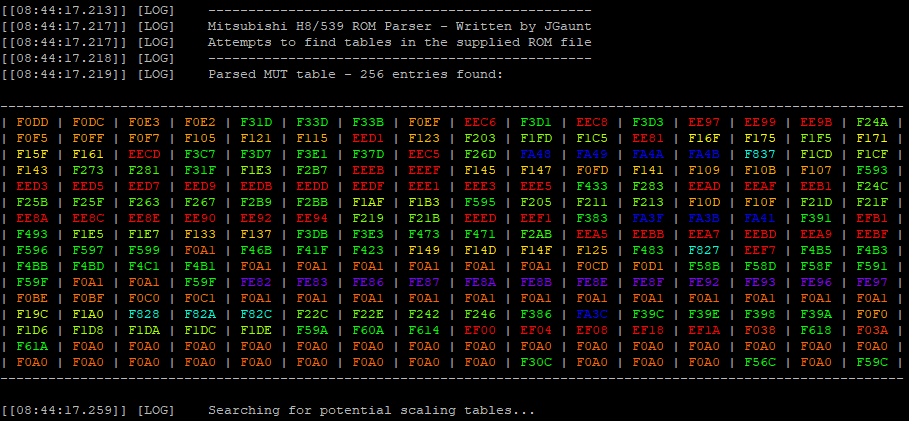 [[08:44:17.213]] [LOG]    ------------------------------------------------
[[08:44:17.217]] [LOG]    Mitsubishi H8/539 ROM Parser - Written by JGaunt
[[08:44:17.217]] [LOG]    Attempts to find tables in the supplied ROM file
[[08:44:17.218]] [LOG]    ------------------------------------------------
[[08:44:17.219]] [LOG]    Parsed MUT table - 256 entries found:
| F0DD | F0DC | F0E3 | F0E2 | F31D | F33D | F33B | F0EF | EEC6 | F3D1 | EEC8 | F3D3 | EE97 | EE99 | EE9B | F24A |
| F0F5 | F0FF | F0F7 | F105 | F121 | F115 | EED1 | F123 | F203 | F1FD | F1C5 | EE81 | F16F | F175 | F1F5 | F171 |
| F15F | F161 | EECD | F3C7 | F3D7 | F3E1 | F37D | EEC5 | F26D | FA48 | FA49 | FA4A | FA4B | F837 | F1CD | F1CF |
| F143 | F273 | F281 | F31F | F1E3 | F2B7 | EEEB | EEEF | F145 | F147 | F0FD | F141 | F109 | F10B | F107 | F593 |
| EED3 | EED5 | EED7 | EED9 | EEDB | EEDD | EEDF | EEE1 | EEE3 | EEE5 | F433 | F283 | EEAD | EEAF | EEB1 | F24C |
| F25B | F25F | F263 | F267 | F2B9 | F2BB | F1AF | F1B3 | F595 | F205 | F211 | F213 | F10D | F10F | F21D | F21F |
| EE8A | EE8C | EE8E | EE90 | EE92 | EE94 | F219 | F21B | EEED | EEF1 | F383 | FA3F | FA3B | FA41 | F391 | EFB1 |
| F493 | F1E5 | F1E7 | F133 | F137 | F3DB | F3E3 | F473 | F471 | F2AB | EEA5 | EEBB | EEA7 | EEBD | EEA9 | EEBF |
| F596 | F597 | F599 | F0A1 | F46B | F41F | F423 | F149 | F14D | F14F | F125 | F483 | F827 | EEF7 | F4B5 | F4B3 |
| F4BB | F4BD | F4C1 | F4B1 | F0A1 | F0A1 | F0A1 | F0A1 | F0A1 | F0A1 | F0CD | F0D1 | F58B | F58D | F58F | F591 |
| F59F | F0A1 | F0A1 | F59F | FE82 | FE83 | FE86 | FE87 | FE8A | FE8B | FE8E | FE8F | FE92 | FE93 | FE96 | FE97 |
| F0BE | F0BF | F0C0 | F0C1 | F0A1 | F0A1 | F0A1 | F0A1 | F0A1 | F0A1 | F0A1 | F0A1 | F0A1 | F0A1 | F0A1 | F0A1 |
| F19C | F1A0 | F828 | F82A | F82C | F22C | F22E | F242 | F246 | F386 | FA3C | F39C | F39E | F398 | F39A | F0F0 |
| F1D6 | F1D8 | F1DA | F1DC | F1DE | F59A | F60A | F614 | EF00 | EF04 | EF08 | EF18 | EF1A | F038 | F618 | F03A |
| F61A | F0A0 | F0A0 | F0A0 | F0A0 | F0A0 | F0A0 | F0A0 | F0A0 | F0A0 | F0A0 | F0A0 | F0A0 | F0A0 | F0A0 | F0A0 |
| F0A0 | F0A0 | F0A0 | F0A0 | F0A0 | F0A0 | F0A0 | F0A0 | F0A0 | F30C | F0A0 | F0A0 | F0A0 | F56C | F0A0 | F59C |
[[08:44:17.259]] [LOG]    Searching for potential scaling tables...